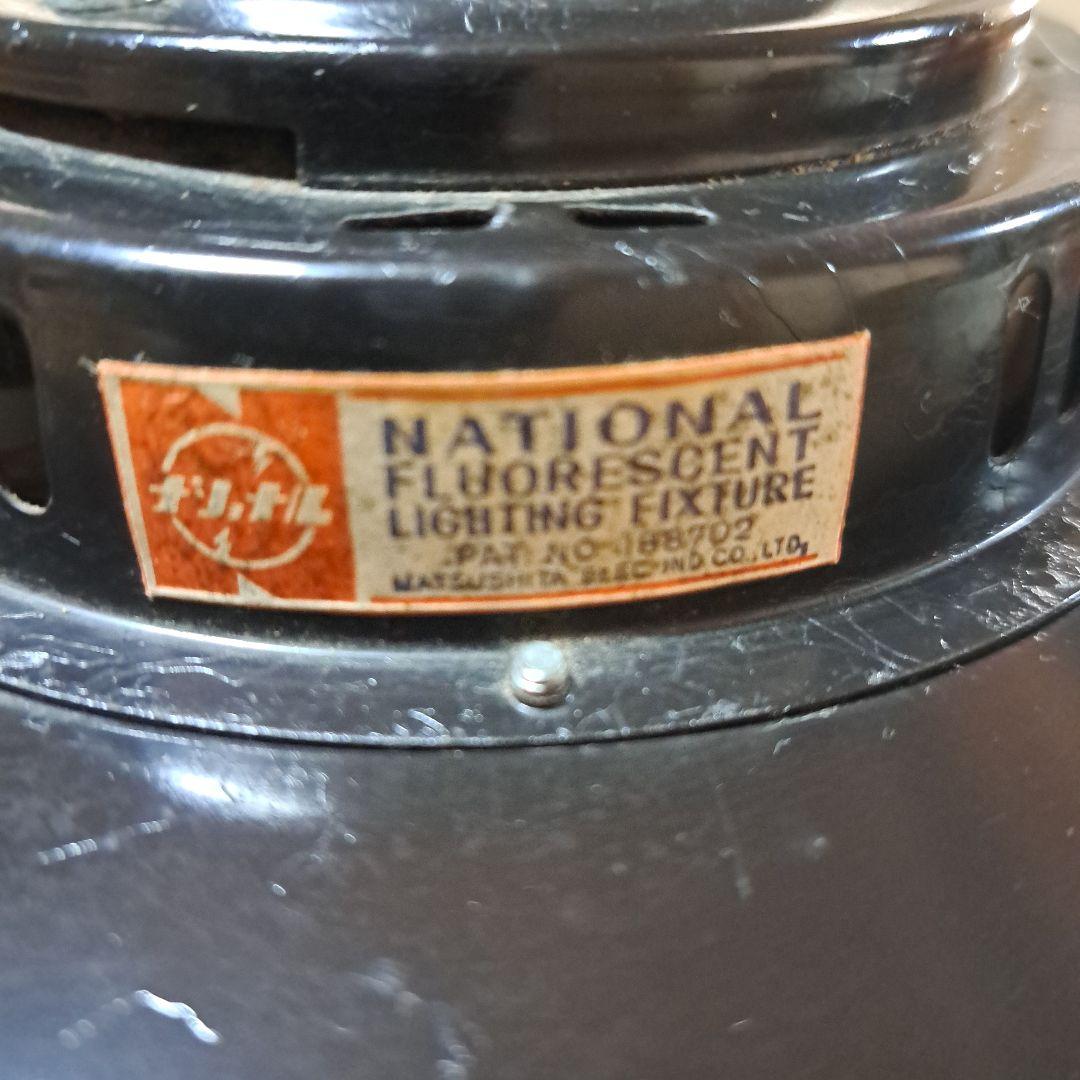 ナショナル
NATIONAL
FLUORESCENT
LIGHTING FIXTURE
PAT. NO 188702
MATSUSHITA ELEC. IND CO., LTD,